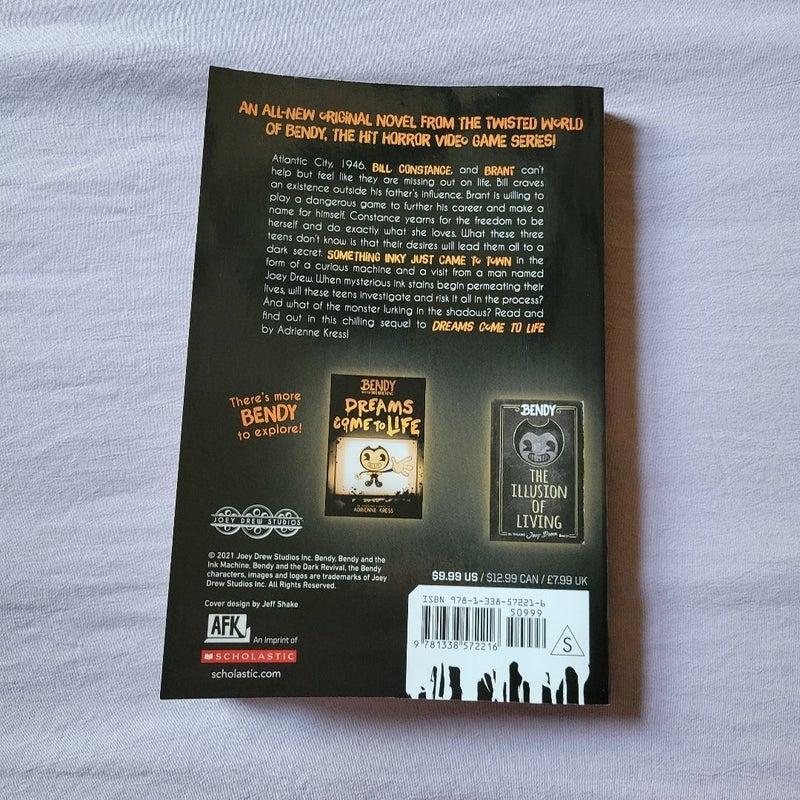 AN ALL-NEW ORIGINAL NOVEL FROM THE TWISTED WORLD
OF BENDY, THE HIT HORROR VIDEO GAME SERIES!
Atlantic City, 1946. BILL, CONSTANCE, and BRANT can't
help but feel like they are missing out on life. Bill craves
an existence outside his father's influence. Brant is willing to
play a dangerous game to further his career and make a
name for himself. Constance yearns for the freedom to be
herself and do exactly what she loves. What these three
teens don't know is that their desires will lead them all to a
dark secret. SOMETHING INKY JUST CAME TO TOWN in the
form of a curious machine and a visit from a man named
Joey Drew. When mysterious ink stains begin permeating their
lives, will these teens investigate and risk it all in the process?
And what of the monster lurking in the shadows? Read and
find out in this chilling sequel to DREAMS COME TO LIFE
by Adrienne Kress!
There's more
BENDY
to explore!
BENDY
DREAMS
COME TO LIFE
ADRIENNE KRESS
BENDY
THE
ILLUSION
OF
LIVING
Joey Drew
JOEY DREW STUDIOS
© 2021 Joey Drew Studios Inc. Bendy, Bendy and the
Ink Machine, Bendy and the Dark Revival, the Bendy
characters, images and logos are trademarks of Joey
Drew Studios Inc. All Rights Reserved.
Cover design by Jeff Shake
AFK
An Imprint of
SCHOLASTIC
scholastic.com
$9.99 US / $12.99 CAN / £7.99 UK
ISBN 978-1-338-57221-6
50999
9 781338 572216
S